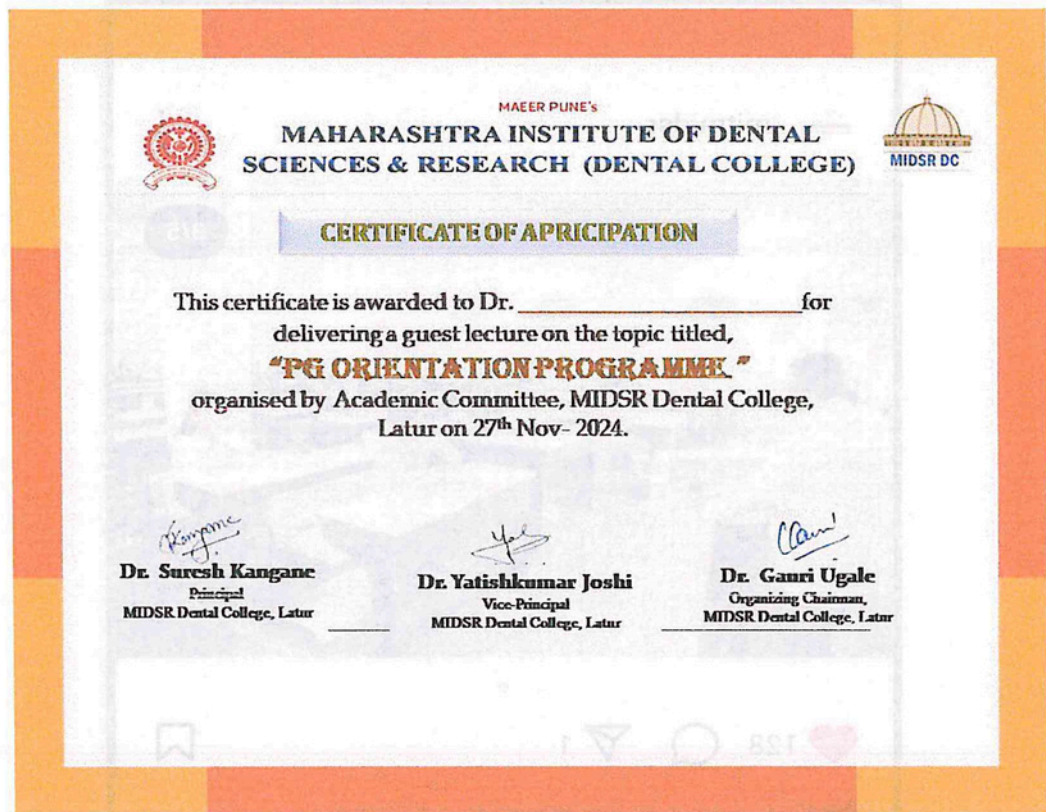 MAEER PUNE's
MAHARASHTRA INSTITUTE OF DENTAL
SCIENCES & RESEARCH (DENTAL COLLEGE)
MIDSR DC
CERTIFICATE OF APRICIPATION
This certificate is awarded to Dr. __________________________ for
delivering a guest lecture on the topic titled,
“PG ORIENTATION PROGRAMME.”
organised by Academic Committee, MIDSR Dental College,
Latur on 27th Nov- 2024.
Dr. Suresh Kangane
Principal
MIDSR Dental College, Latur
Dr. Yatishkumar Joshi
Vice-Principal
MIDSR Dental College, Latur
Dr. Gauri Ugale
Organizing Chairman,
MIDSR Dental College, Latur
128
1